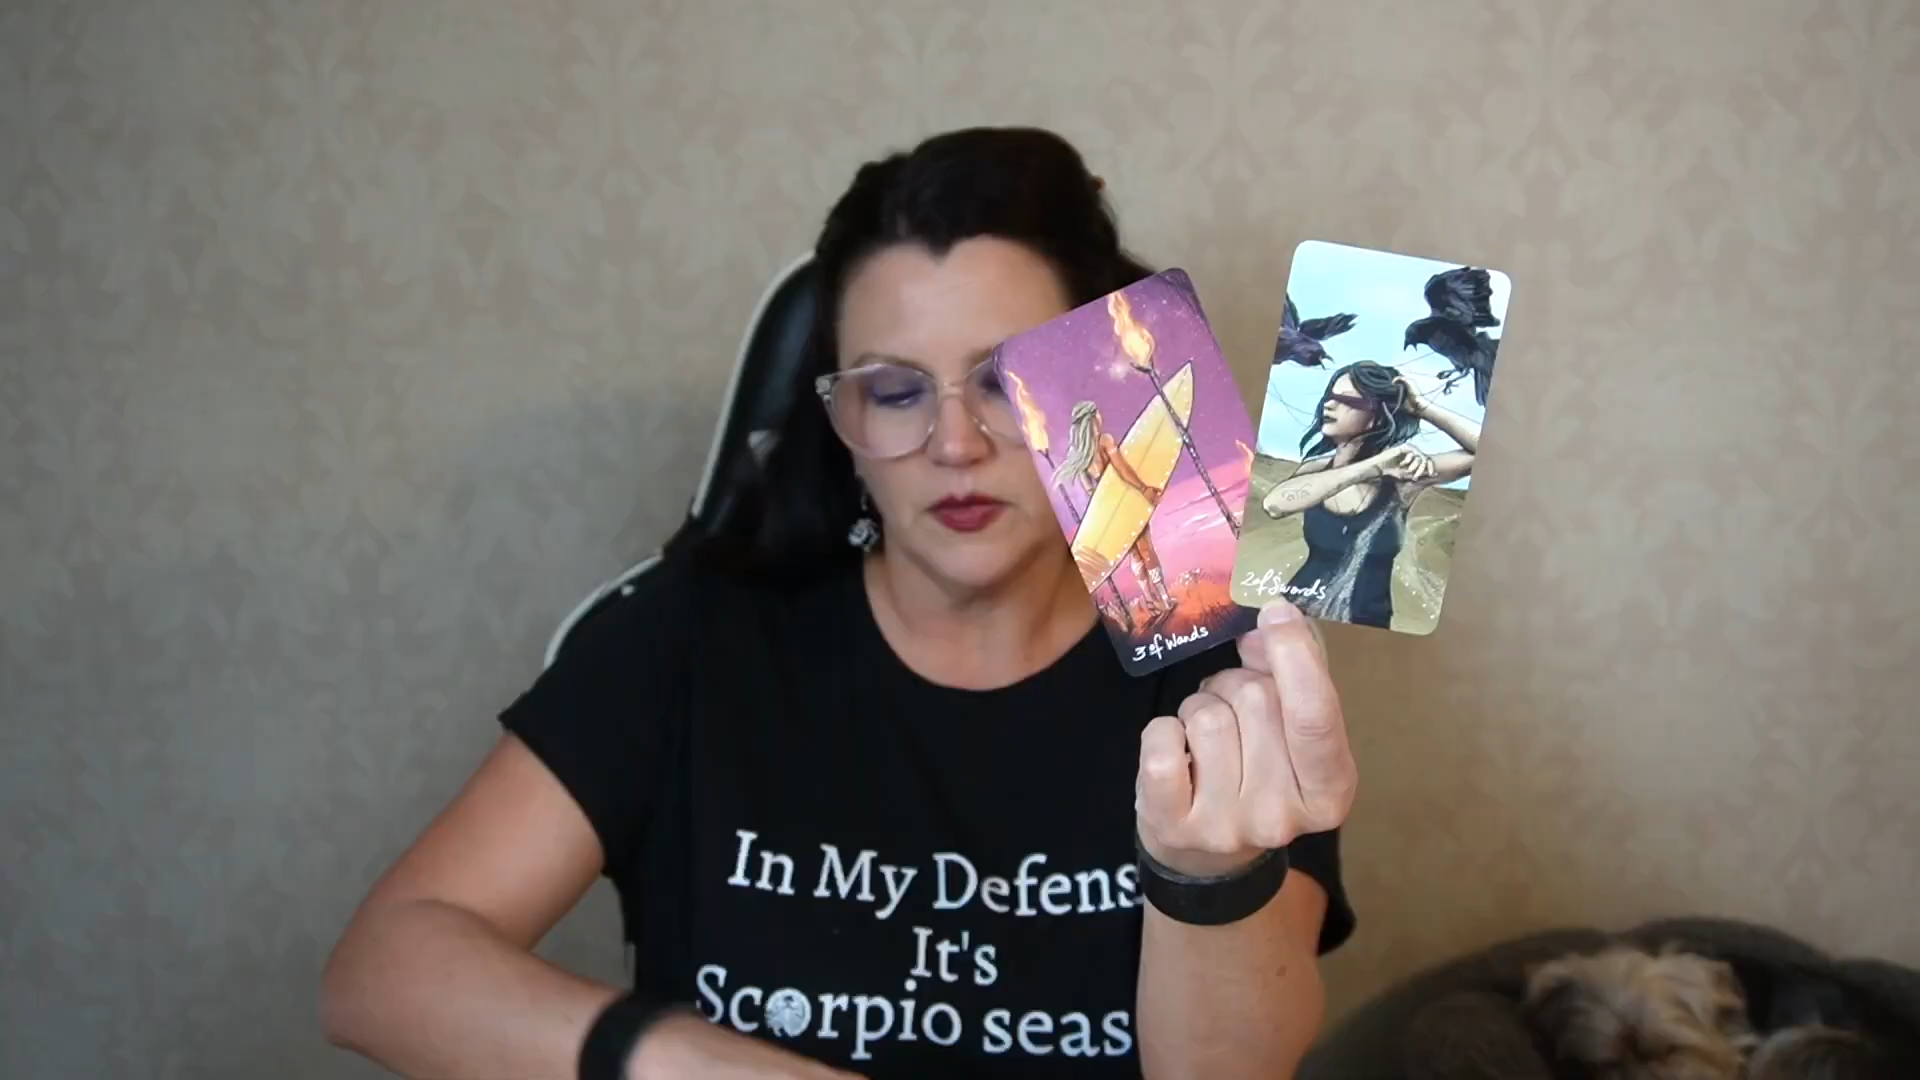 3 of Wands
2 of Swords
In My Defens
It's
Scorpio seas